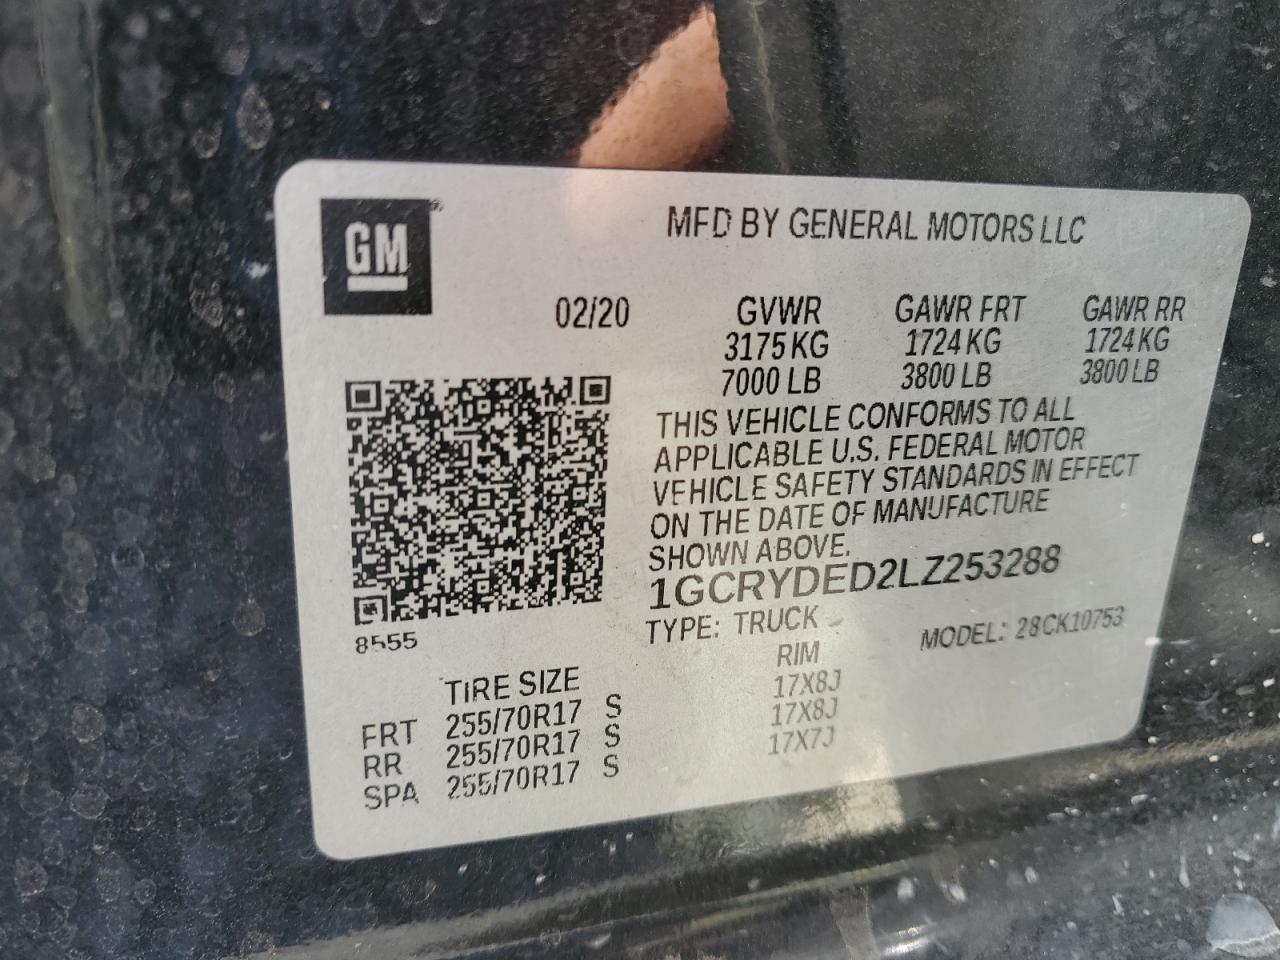 GM
MFD BY GENERAL MOTORS LLC
02/20 GVWR GAWR FRT GAWR RR
3175 KG 1724 KG 1724 KG
7000 LB 3800 LB 3800 LB
THIS VEHICLE CONFORMS TO ALL
APPLICABLE U.S. FEDERAL MOTOR
VEHICLE SAFETY STANDARDS IN EFFECT
ON THE DATE OF MANUFACTURE
SHOWN ABOVE.
1GCRYDED2LZ253288
8555
TYPE: TRUCK MODEL: 28CK10753
TIRE SIZE RIM
FRT 255/70R17 S 17X8J
RR 255/70R17 S 17X8J
SPA 255/70R17 S 17X7J